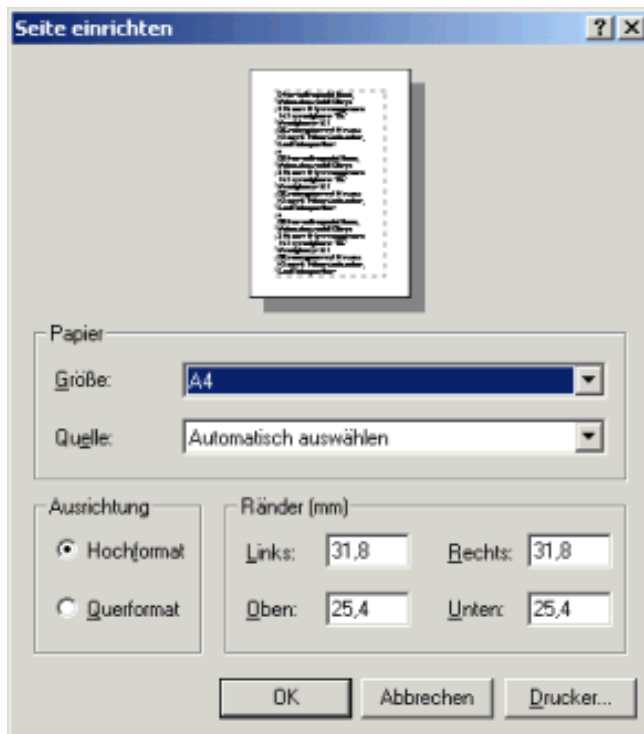 Seite einrichten
Papier
Größe: A4
Quelle: Automatisch auswählen
Ausrichtung
Hochformat
Querformat
Ränder (mm)
Links: 31,8 Rechts: 31,8
Oben: 25,4 Unten: 25,4
OK Abbrechen Drucker...